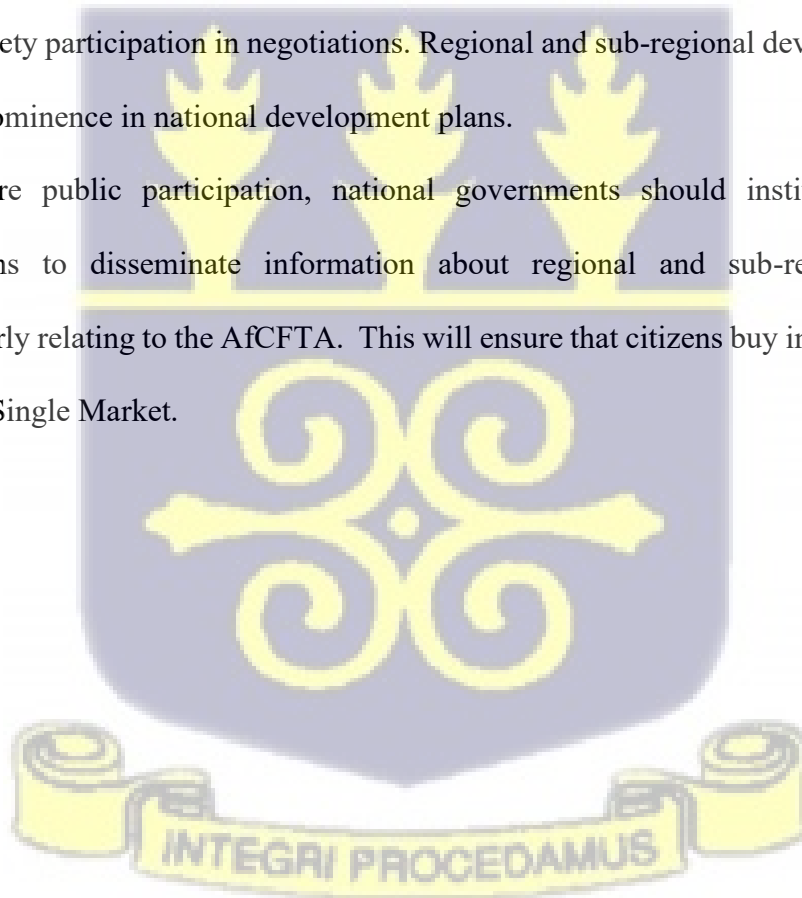 ety participation in negotiations. Regional and sub-regional dev
ominence in national development plans.
re public participation, national governments should insti
ns to disseminate information about regional and sub-re
rly relating to the AfCFTA. This will ensure that citizens buy in
Single Market.
INTEGRI PROCEDAMUS